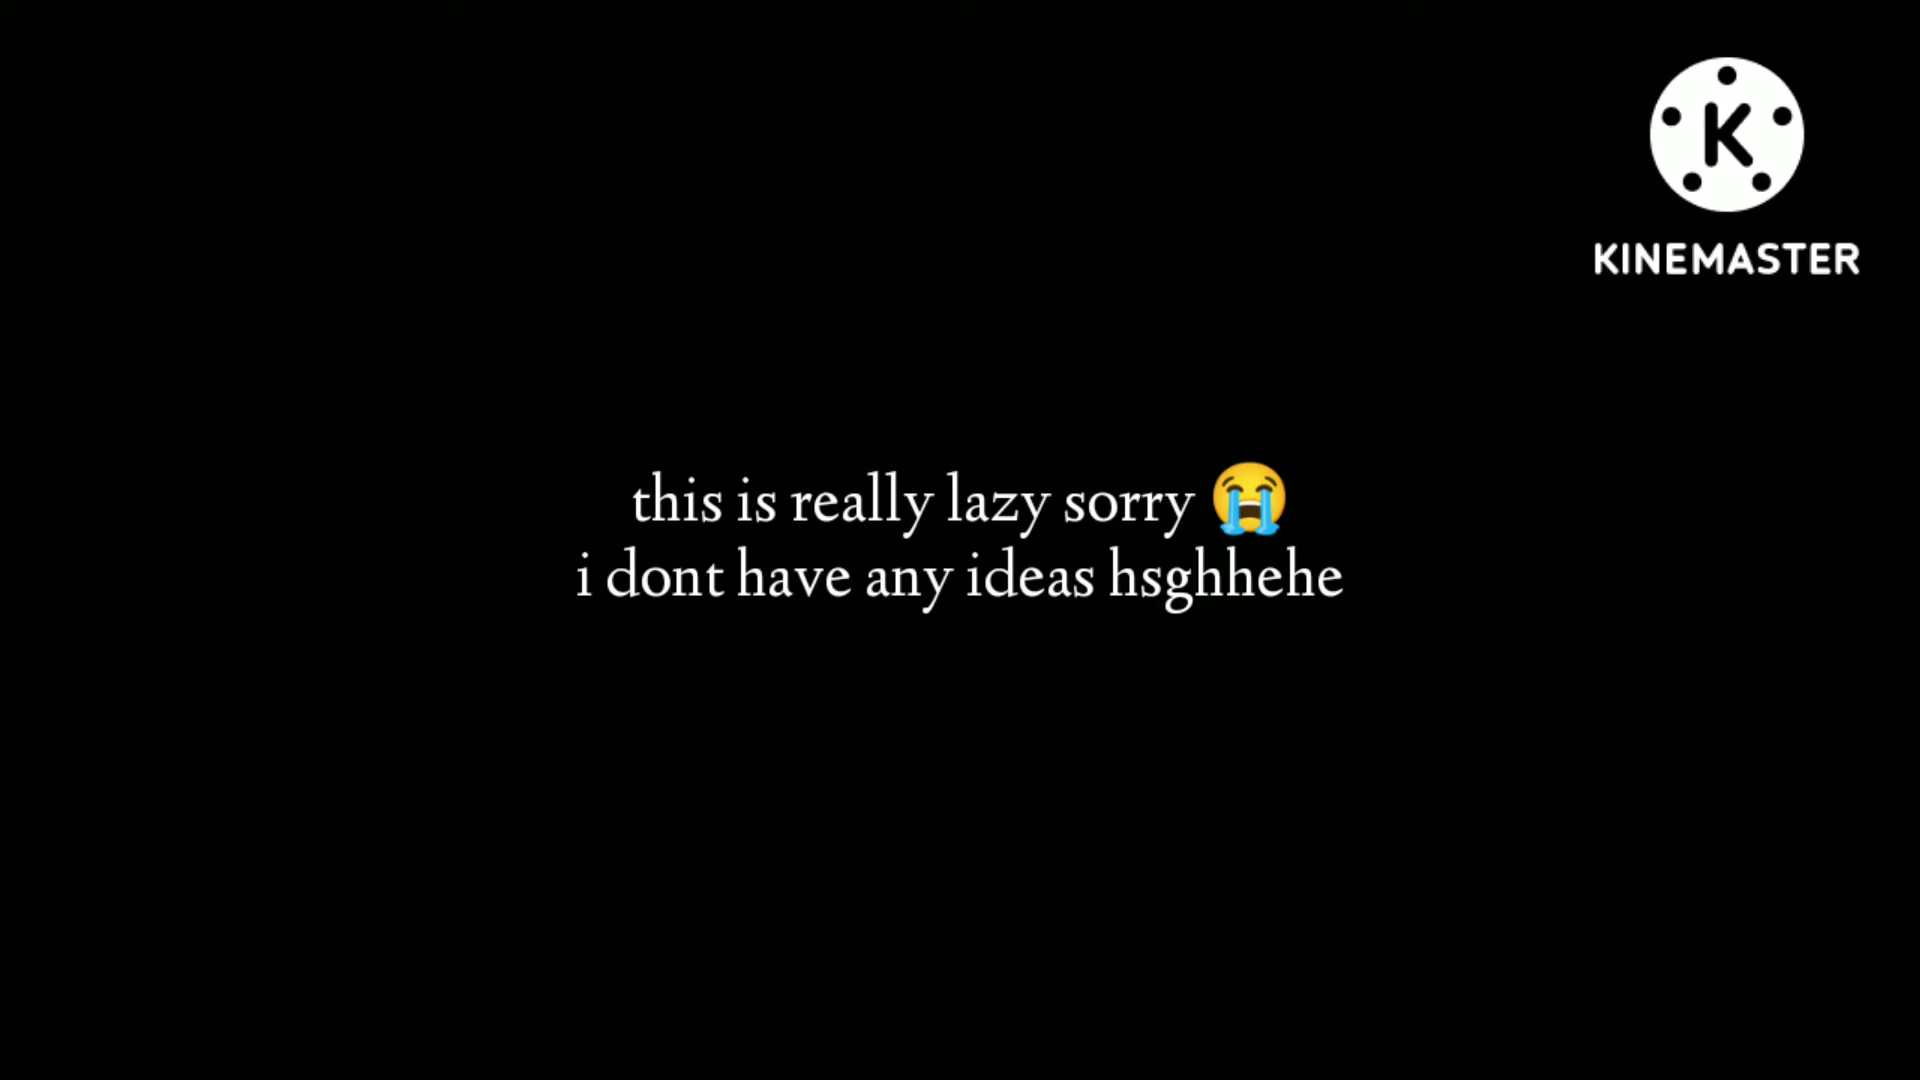 K
KINEMASTER
this is really lazy sorry 😭
i dont have any ideas hsghhehe